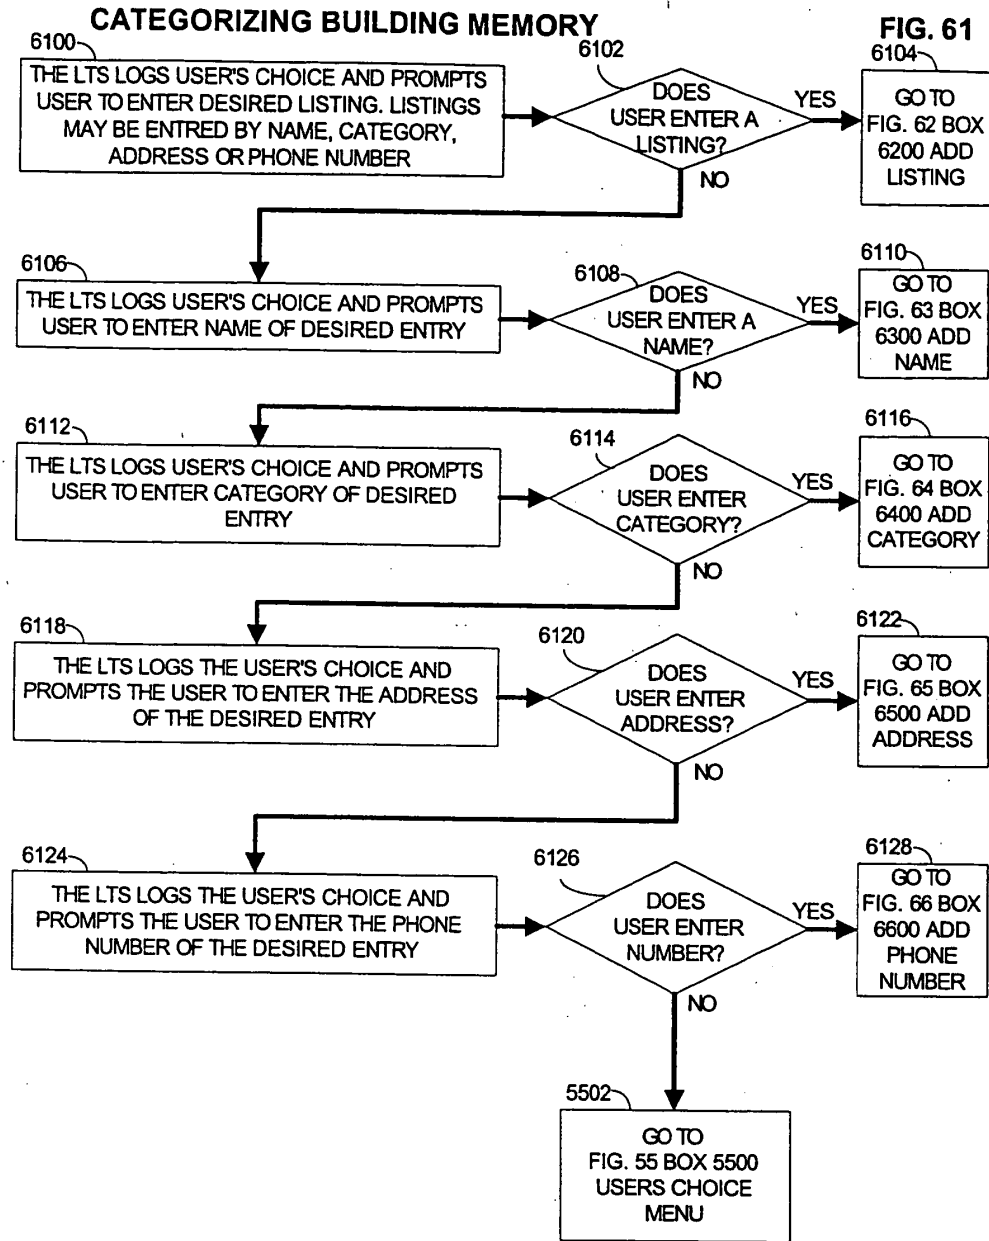 CATEGORIZING BUILDING MEMORY
FIG. 61
6100
THE LTS LOGS USER'S CHOICE AND PROMPTS
USER TO ENTER DESIRED LISTING. LISTINGS
MAY BE ENTRED BY NAME, CATEGORY,
ADDRESS OR PHONE NUMBER
6102
DOES
USER ENTER A
LISTING?
YES
NO
6104
GO TO
FIG. 62 BOX
6200 ADD
LISTING
6106
THE LTS LOGS USER'S CHOICE AND PROMPTS
USER TO ENTER NAME OF DESIRED ENTRY
6108
DOES
USER ENTER A
NAME?
YES
NO
6110
GO TO
FIG. 63 BOX
6300 ADD
NAME
6112
THE LTS LOGS USER'S CHOICE AND PROMPTS
USER TO ENTER CATEGORY OF DESIRED
ENTRY
6114
DOES
USER ENTER
CATEGORY?
YES
NO
6116
GO TO
FIG. 64 BOX
6400 ADD
CATEGORY
6118
THE LTS LOGS THE USER'S CHOICE AND
PROMPTS THE USER TO ENTER THE ADDRESS
OF THE DESIRED ENTRY
6120
DOES
USER ENTER
ADDRESS?
YES
NO
6122
GO TO
FIG. 65 BOX
6500 ADD
ADDRESS
6124
THE LTS LOGS THE USER'S CHOICE AND
PROMPTS THE USER TO ENTER THE PHONE
NUMBER OF THE DESIRED ENTRY
6126
DOES
USER ENTER
NUMBER?
YES
NO
6128
GO TO
FIG. 66 BOX
6600 ADD
PHONE
NUMBER
5502
GO TO
FIG. 55 BOX 5500
USERS CHOICE
MENU